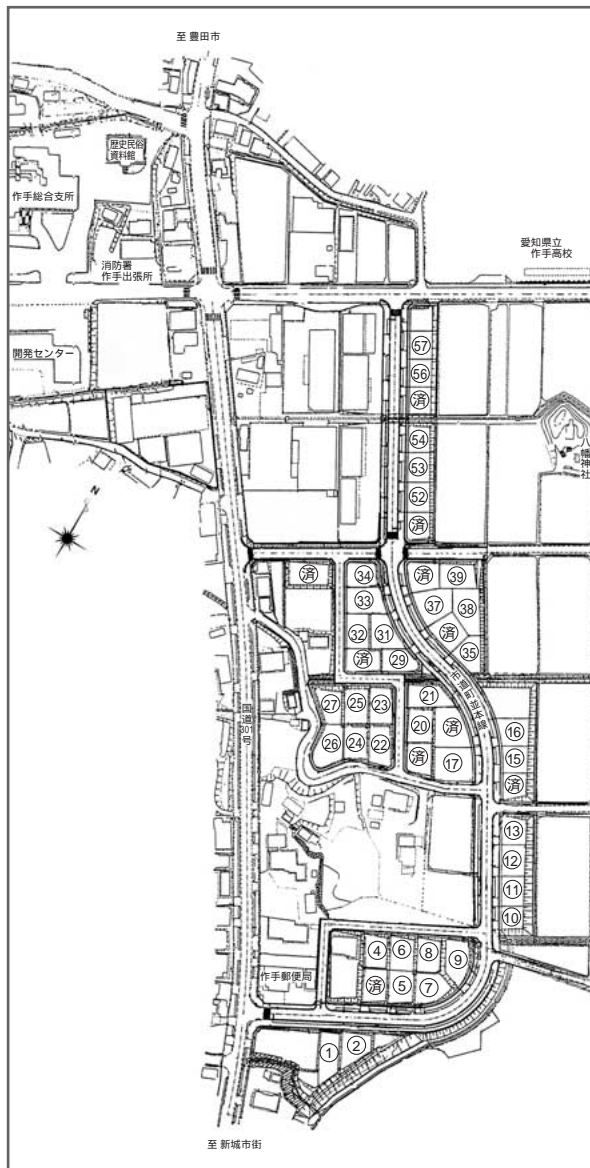 至 豊田市
歴史民俗
資料館
作手総合支所
消防署
作手出張所
愛知県立
作手高校
開発センター
57
56
済
54
53
52
済
八幡神社
N
済
34
33
32
31
済
29
済
39
37
38
済
35
市道町並本線
国道301号
27
25
23
26
24
22
21
20
済
済
17
16
15
済
13
12
11
10
4
6
8
9
済
5
7
作手郵便局
1
2
至 新城市街